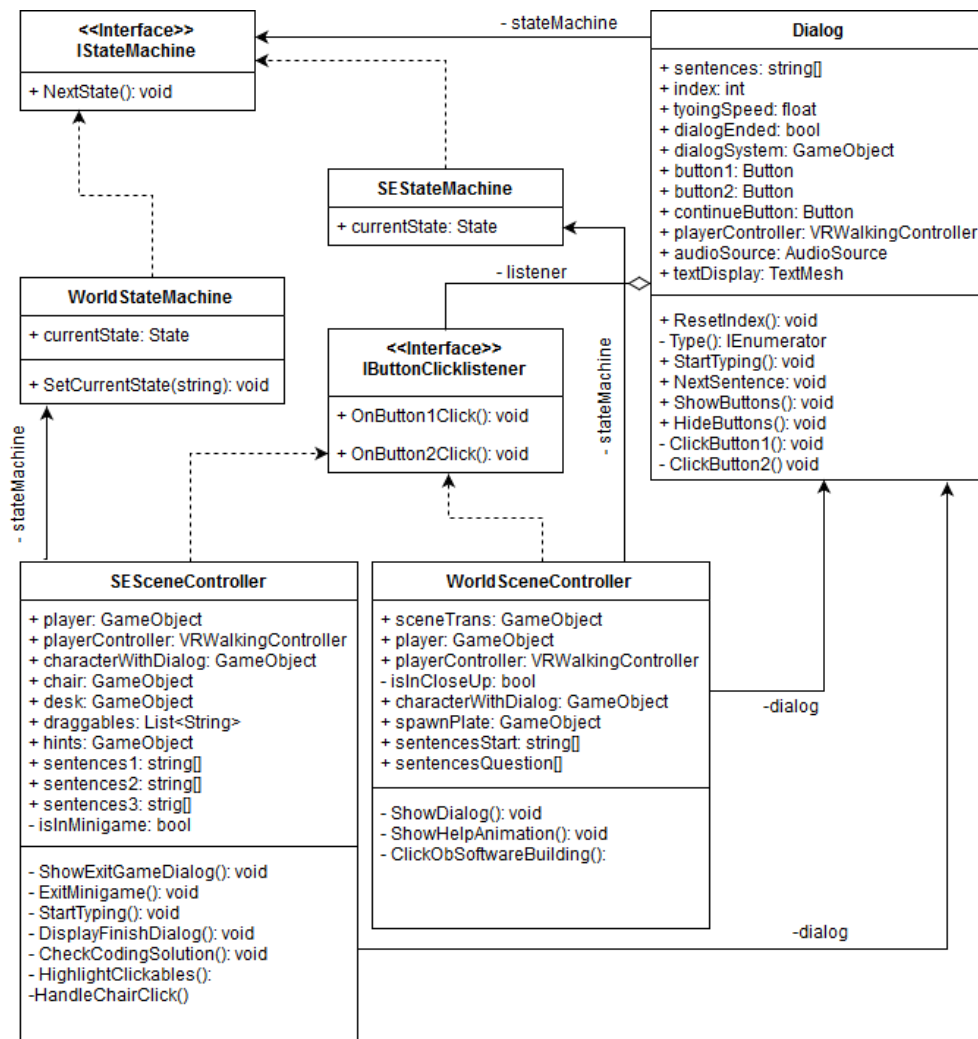 <<Interface>>
IStateMachine
+ NextState(): void
- stateMachine
Dialog
+ sentences: string[]
+ index: int
+ tyoingSpeed: float
+ dialogEnded: bool
+ dialogSystem: GameObject
+ button1: Button
+ button2: Button
+ continueButton: Button
+ playerController: VRWalkingController
+ audioSource: AudioSource
+ textDisplay: TextMesh
+ ResetIndex(): void
- Type(): IEnumerator
+ StartTyping(): void
+ NextSentence: void
+ ShowButtons(): void
+ HideButtons(): void
- ClickButton1(): void
- ClickButton2() void
SEStateMachine
+ currentState: State
- listener
WorldStateMachine
+ currentState: State
+ SetCurrentState(string): void
<<Interface>>
IButtonClicklistener
+ OnButton1Click(): void
+ OnButton2Click(): void
- stateMachine
- stateMachine
SESceneController
+ player: GameObject
+ playerController: VRWalkingController
+ characterWithDialog: GameObject
+ chair: GameObject
+ desk: GameObject
+ draggables: List<String>
+ hints: GameObject
+ sentences1: string[]
+ sentences2: string[]
+ sentences3: strig[]
- isInMinigame: bool
- ShowExitGameDialog(): void
- ExitMinigame(): void
- StartTyping(): void
- DisplayFinishDialog(): void
- CheckCodingSolution(): void
- HighlightClickables():
-HandleChairClick()
WorldSceneController
+ sceneTrans: GameObject
+ player: GameObject
+ playerController: VRWalkingController
- isInCloseUp: bool
+ characterWithDialog: GameObject
+ spawnPlate: GameObject
+ sentencesStart: string[]
+ sentencesQuestion[]
- ShowDialog(): void
- ShowHelpAnimation(): void
- ClickObSoftwareBuilding():
-dialog
-dialog